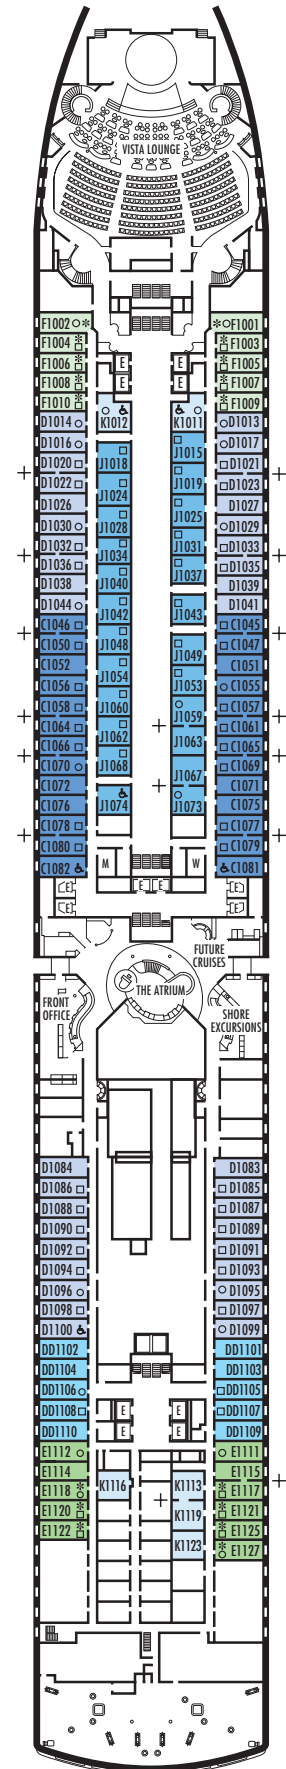 VISTA LOUNGE
F1002 F1001
F1004 F1003
F1006 E E F1005
F1008 E E F1007
F1010 F1009
D1014 K1012 K1011 D1013
D1016 J1015 D1017
D1020 J1018 D1021
D1022 J1019 D1023
D1026 J1024 J1025 D1027
D1030 J1028 D1029
D1032 J1034 J1031 D1033
D1036 J1037 D1035
D1038 J1040 D1039
D1044 J1042 J1043 D1041
C1046 C1045
C1050 J1048 J1049 C1047
C1052 J1054 C1051
C1056 J1053 C1055
C1058 J1060 J1059 C1057
C1064 J1062 C1061
C1066 J1063 C1065
C1070 J1068 J1067 C1069
C1072 C1071
C1076 J1074 J1073 C1075
C1078 C1077
C1080 C1079
C1082 M W C1081
E E E E
E E
FUTURE
CRUISES
THE ATRIUM
FRONT
OFFICE
SHORE
EXCURSIONS
D1084 D1083
D1086 D1085
D1088 D1087
D1090 D1089
D1092 D1091
D1094 D1093
D1096 D1095
D1098 D1097
D1100 D1099
DD1102 DD1101
DD1104 DD1103
DD1106 DD1105
DD1108 E E DD1107
DD1110 E E DD1109
E1112 E1111
E1114 E1115
E1118 K1116 K1113 E1117
E1120 K1119 E1121
E1122 E1125
K1123 E1127